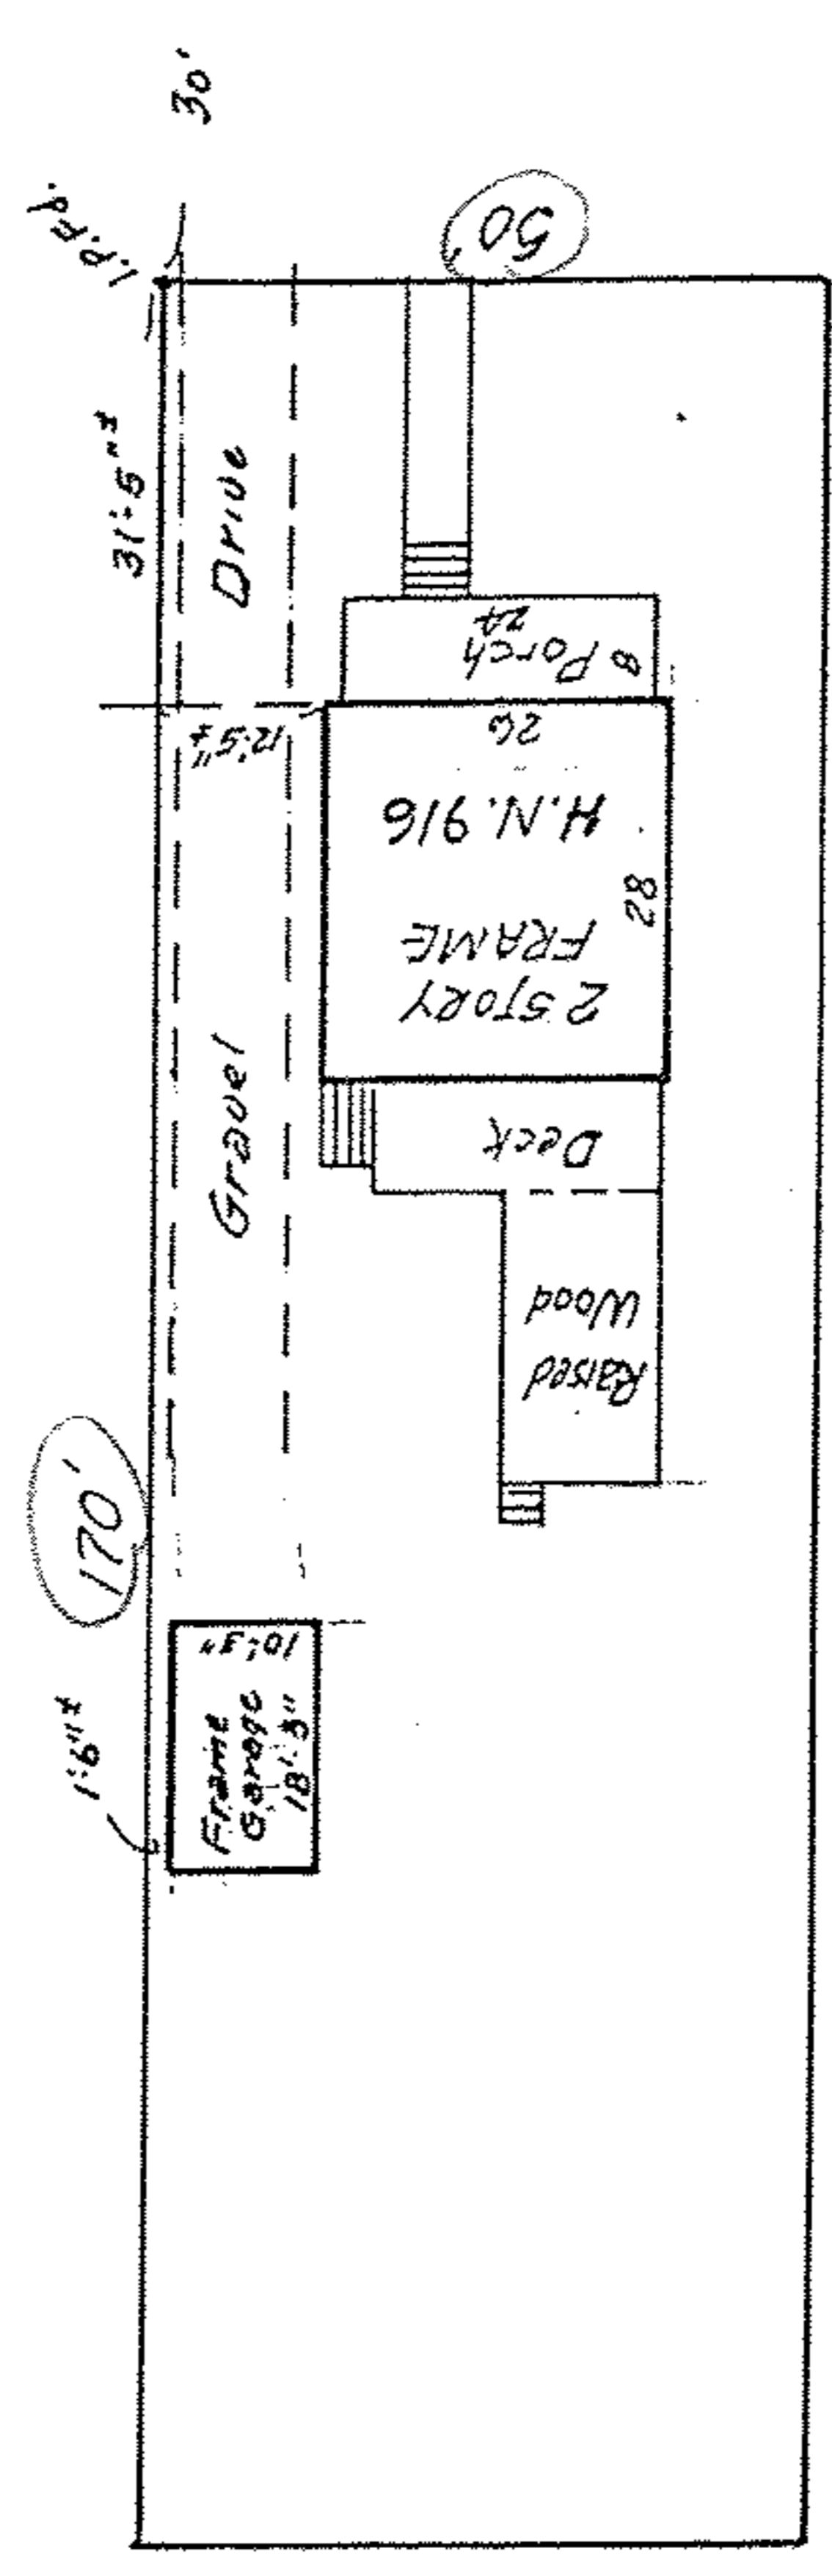 30'
I.P.Fd.
50'
31'-5"±
Drive
Porch
24
8
12'-5"±
26
H.N. 916
28
2 STORY
FRAME
Gravel
Deck
Raised
Wood
170'
10'-3"
Frame
Garage
18'-3"
1'-6"±